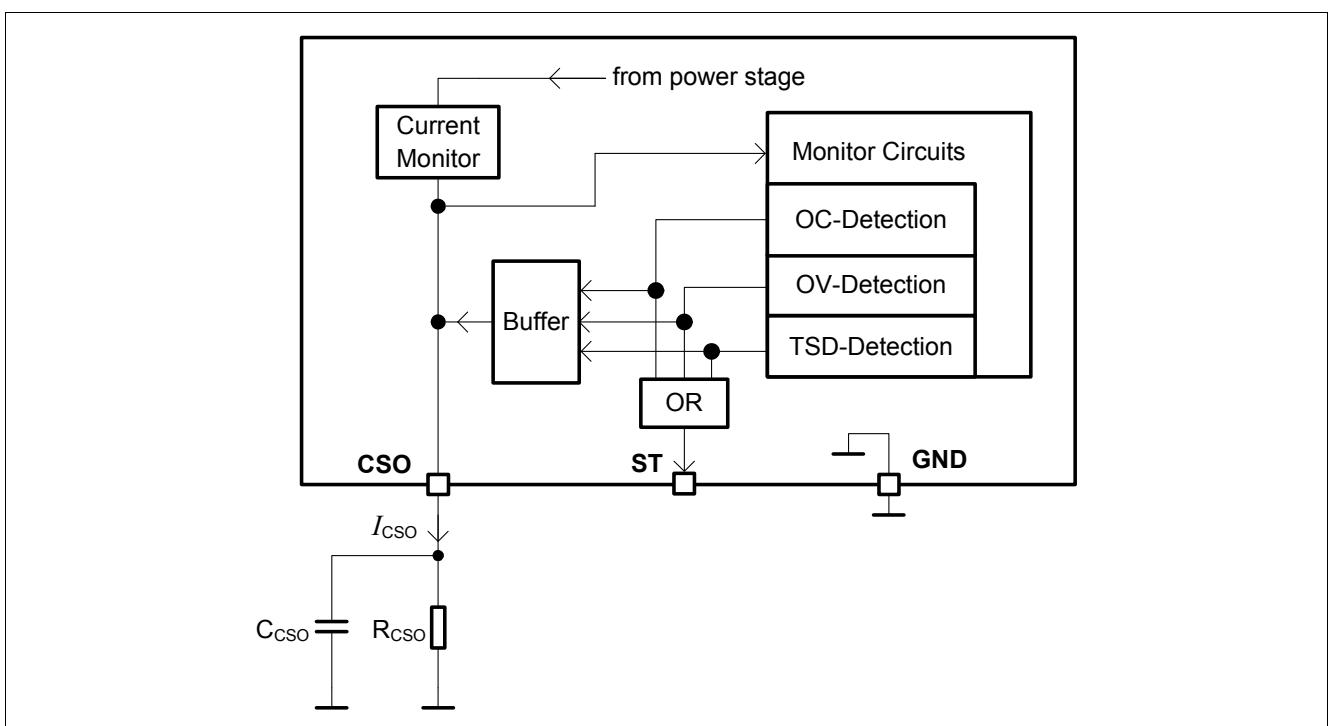 from power stage
Current
Monitor
Monitor Circuits
OC-Detection
OV-Detection
Buffer
TSD-Detection
OR
CSO
ST
GND
ICSO
CCSO
RCSO